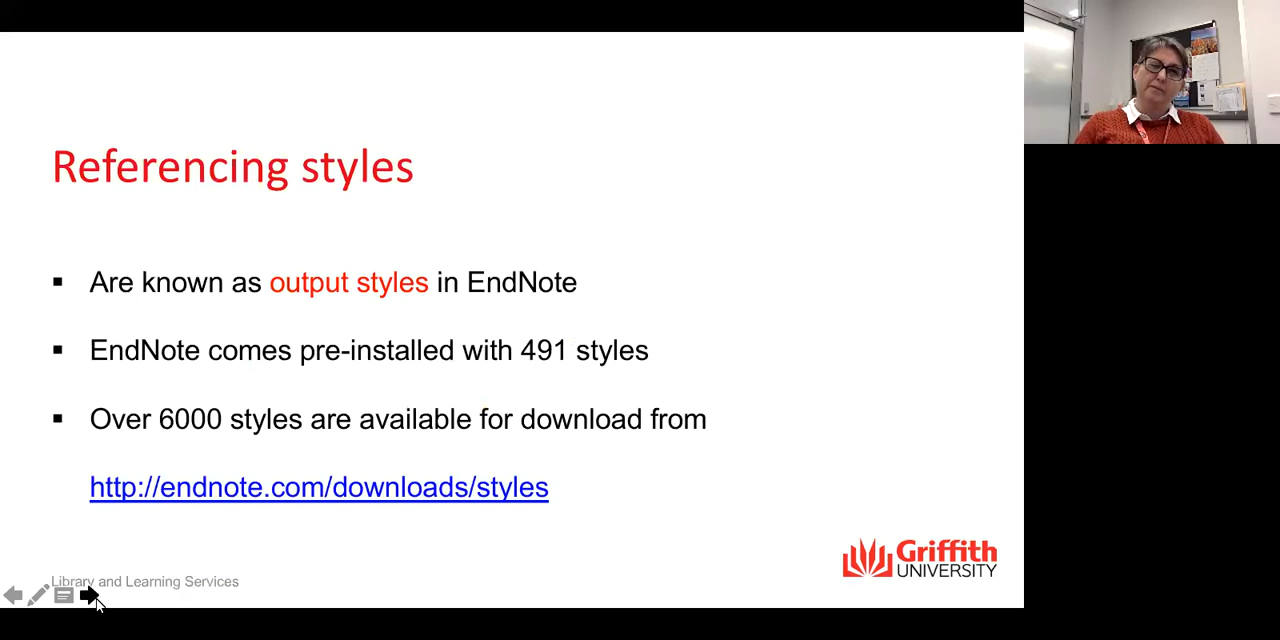 Referencing styles
Are known as output styles in EndNote
EndNote comes pre-installed with 491 styles
Over 6000 styles are available for download from
http://endnote.com/downloads/styles
Griffith
UNIVERSITY
Library and Learning Services